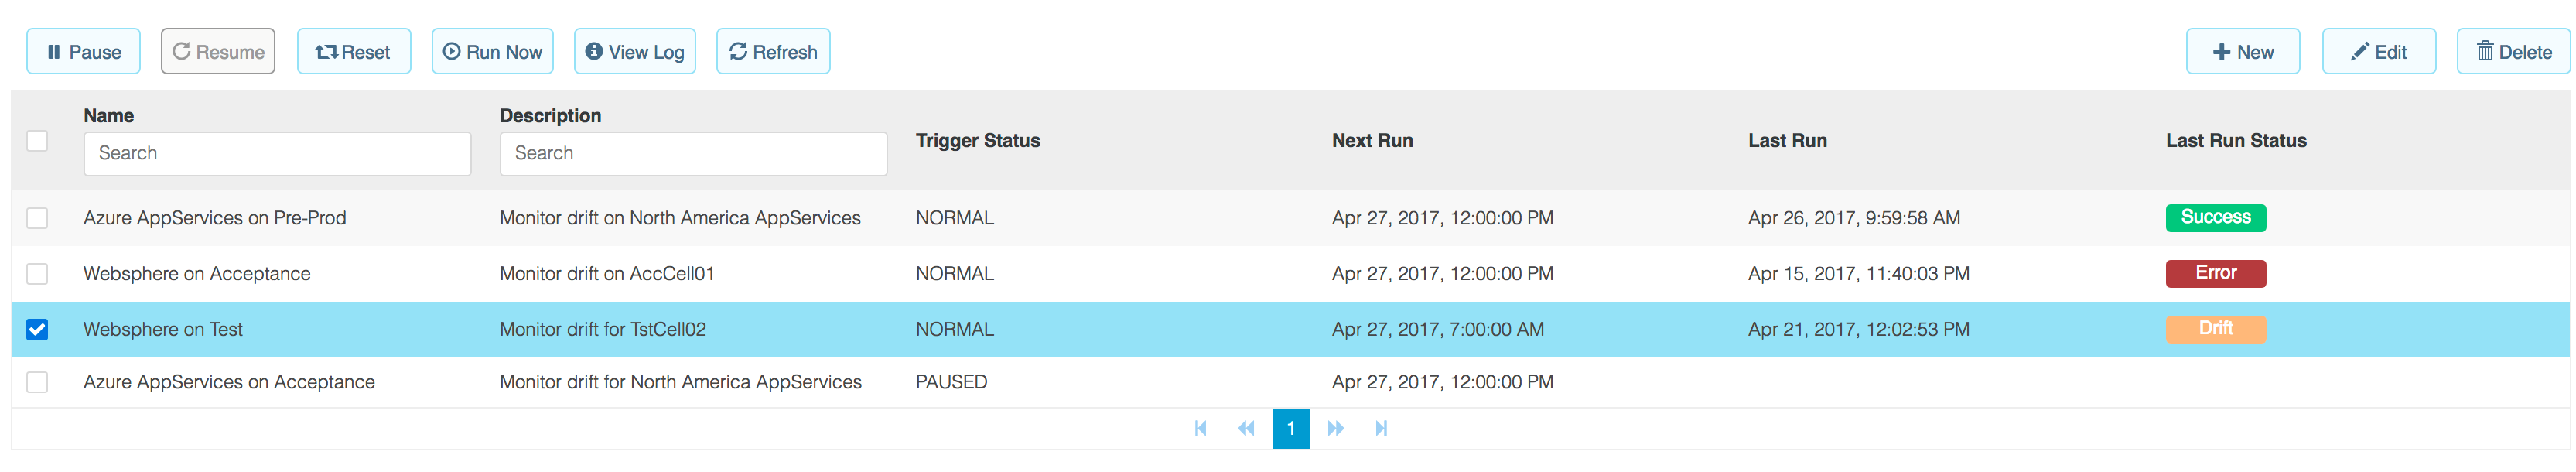 Pause Resume Reset Run Now View Log Refresh New Edit Delete
Name Description Trigger Status Next Run Last Run Last Run Status
Search Search
Azure AppServices on Pre-Prod Monitor drift on North America AppServices NORMAL Apr 27, 2017, 12:00:00 PM Apr 26, 2017, 9:59:58 AM Success
Websphere on Acceptance Monitor drift on AccCell01 NORMAL Apr 27, 2017, 12:00:00 PM Apr 15, 2017, 11:40:03 PM Error
Websphere on Test Monitor drift for TstCell02 NORMAL Apr 27, 2017, 7:00:00 AM Apr 21, 2017, 12:02:53 PM Drift
Azure AppServices on Acceptance Monitor drift for North America AppServices PAUSED Apr 27, 2017, 12:00:00 PM
1